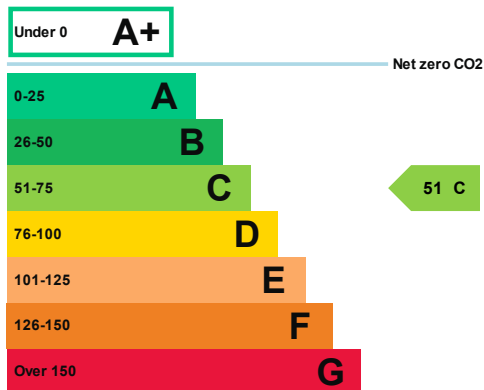 Under 0 A+
Net zero CO2
0-25 A
26-50 B
51-75 C
51 C
76-100 D
101-125 E
126-150 F
Over 150 G